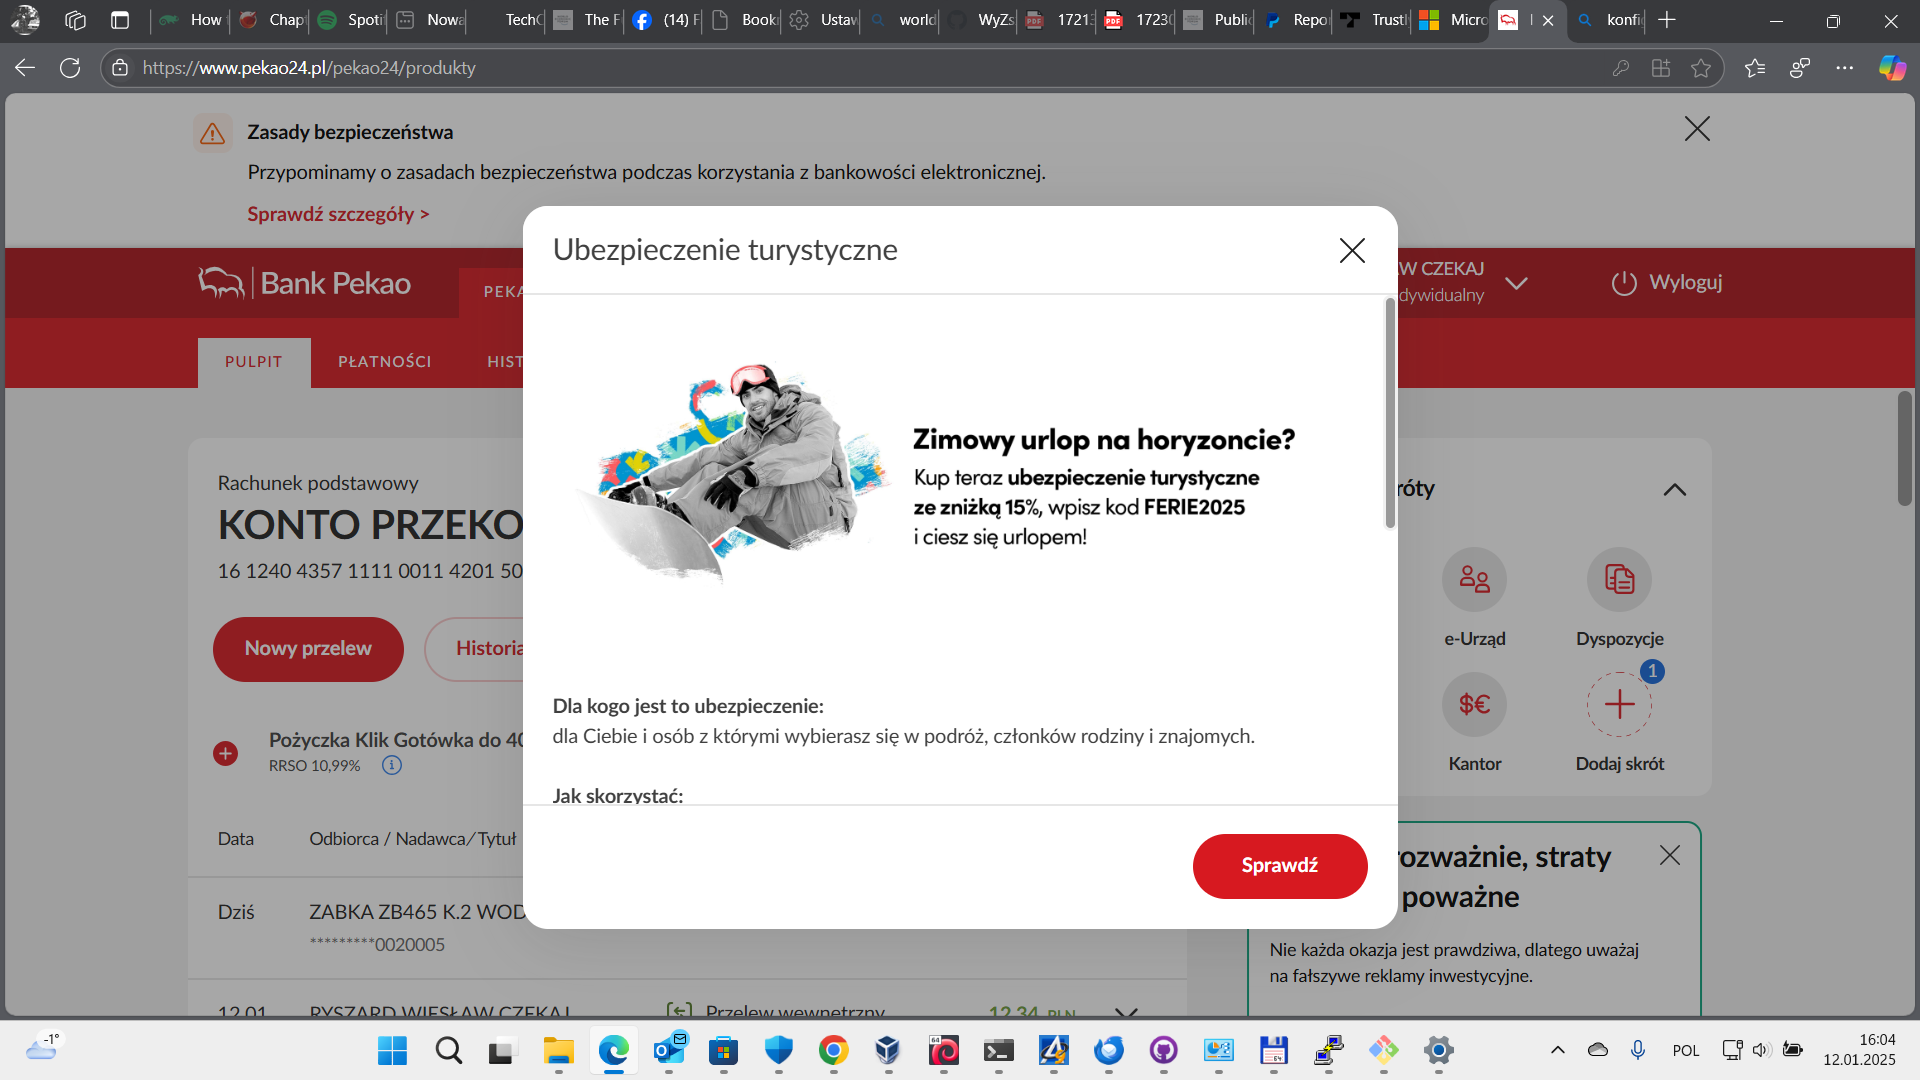 How
Chap
Spoti
Nowa
TechC
The F
(14) F
Book
Ustaw
world
WyZs
1721
1723
Public
Repo
Trustl
Micro
konfi
https://www.pekao24.pl/pekao24/produkty
Zasady bezpieczeństwa
Przypominamy o zasadach bezpieczeństwa podczas korzystania z bankowości elektronicznej.
Sprawdź szczegóły >
Bank Pekao
PEKA
W CZEKAJ
dywidualny
Wyloguj
PULPIT
PŁATNOŚCI
HIST
Ubezpieczenie turystyczne
Zimowy urlop na horyzoncie?
Kup teraz ubezpieczenie turystyczne
ze zniżką 15%, wpisz kod FERIE2025
i ciesz się urlopem!
Dla kogo jest to ubezpieczenie:
dla Ciebie i osób z którymi wybierasz się w podróż, członków rodziny i znajomych.
Jak skorzystać:
Sprawdź
Rachunek podstawowy
KONTO PRZEKO
16 1240 4357 1111 0011 4201 50
Nowy przelew
Historia
Pożyczka Klik Gotówka do 40
RRSO 10,99%
Data
Odbiorca / Nadawca/Tytuł
Dziś
ZABKA ZB465 K.2 WOD
*********0020005
12.01
RYSZARD WIESŁAW CZEKAJ
Przelew wewnętrzny
12,34 PLN
róty
e-Urząd
Dyspozycje
1
Kantor
Dodaj skrót
ozważnie, straty
poważne
Nie każda okazja jest prawdziwa, dlatego uważaj
na fałszywe reklamy inwestycyjne.
-1°
POL
16:04
12.01.2025